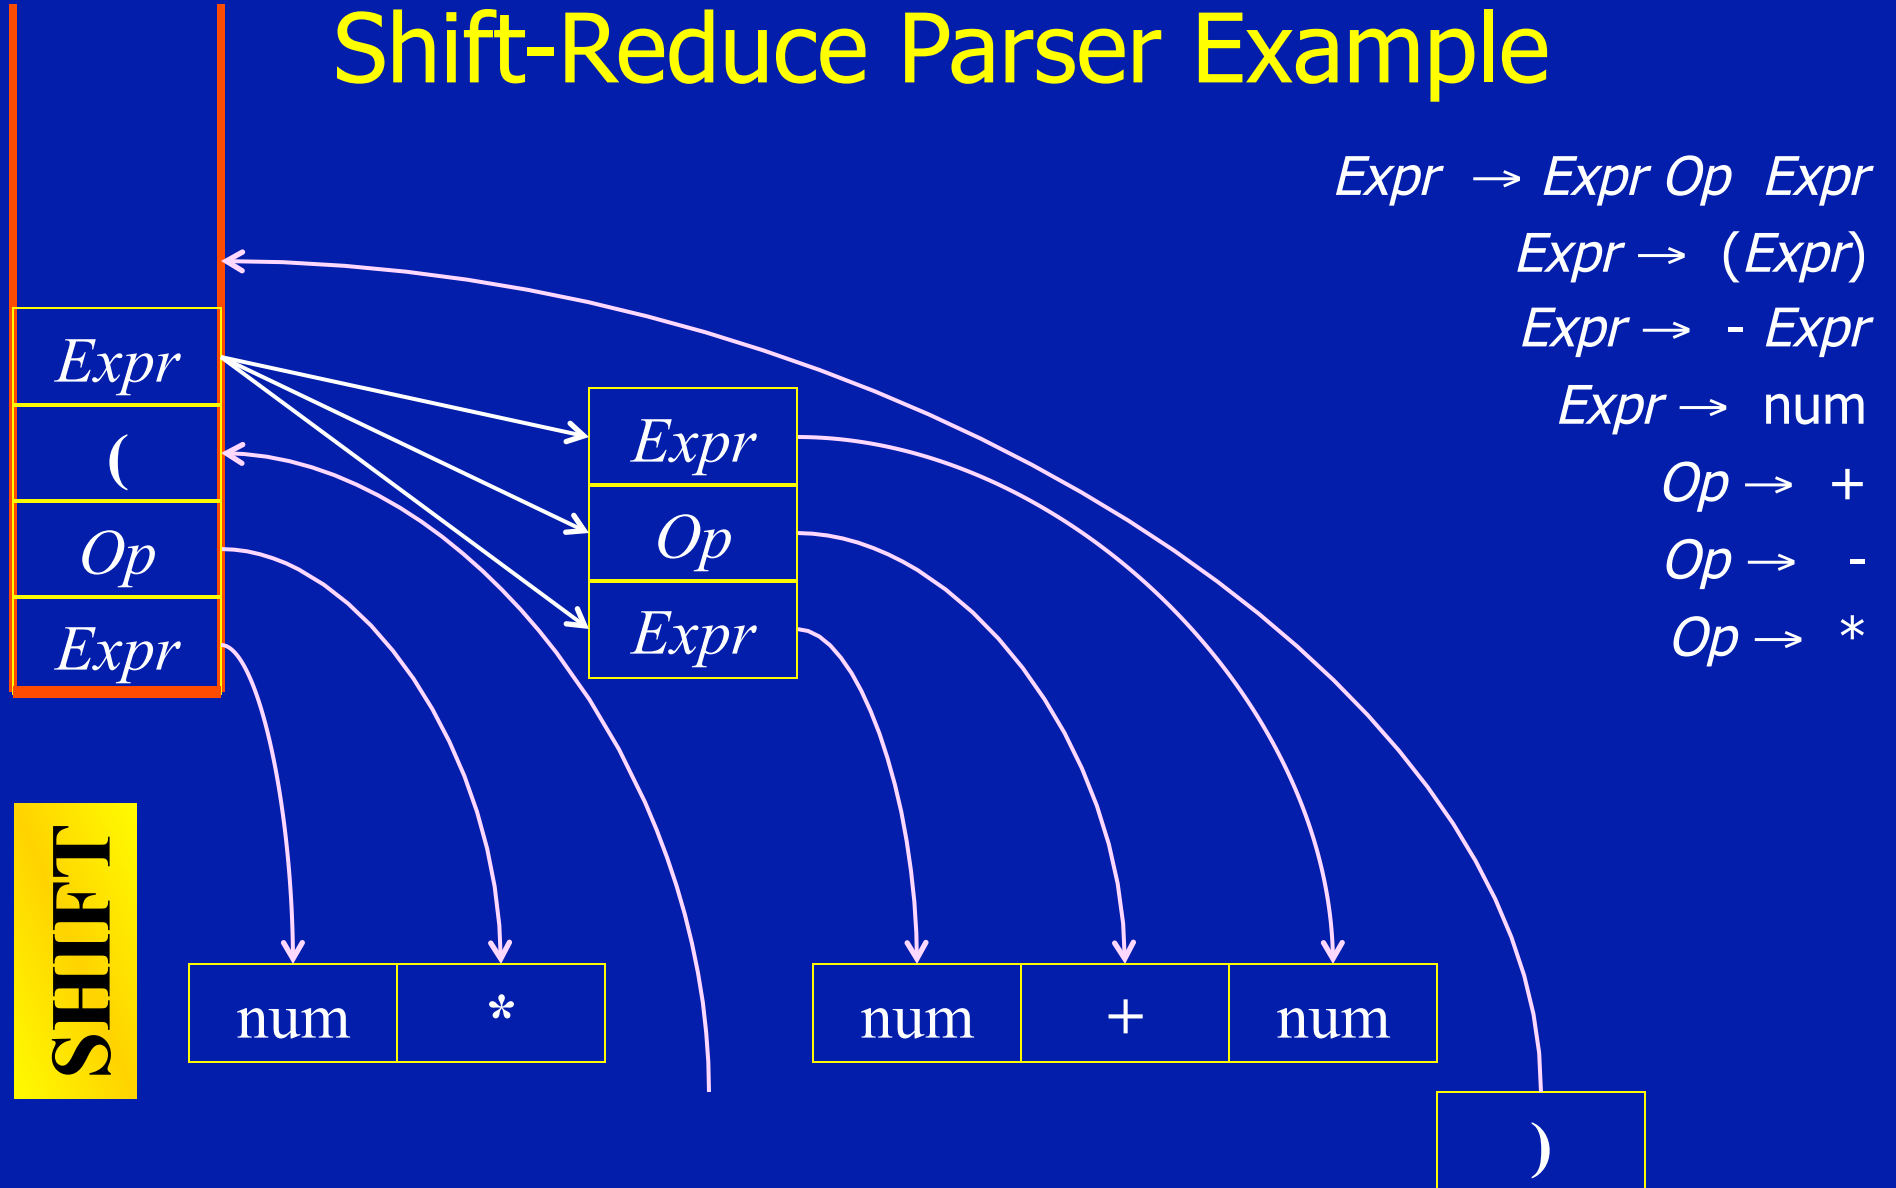 Shift-Reduce Parser Example
Expr → Expr Op Expr
Expr → (Expr)
Expr → - Expr
Expr → num
Op → +
Op → -
Op → *
Expr
(
Op
Expr
Expr
Op
Expr
SHIFT
num *
num + num
)